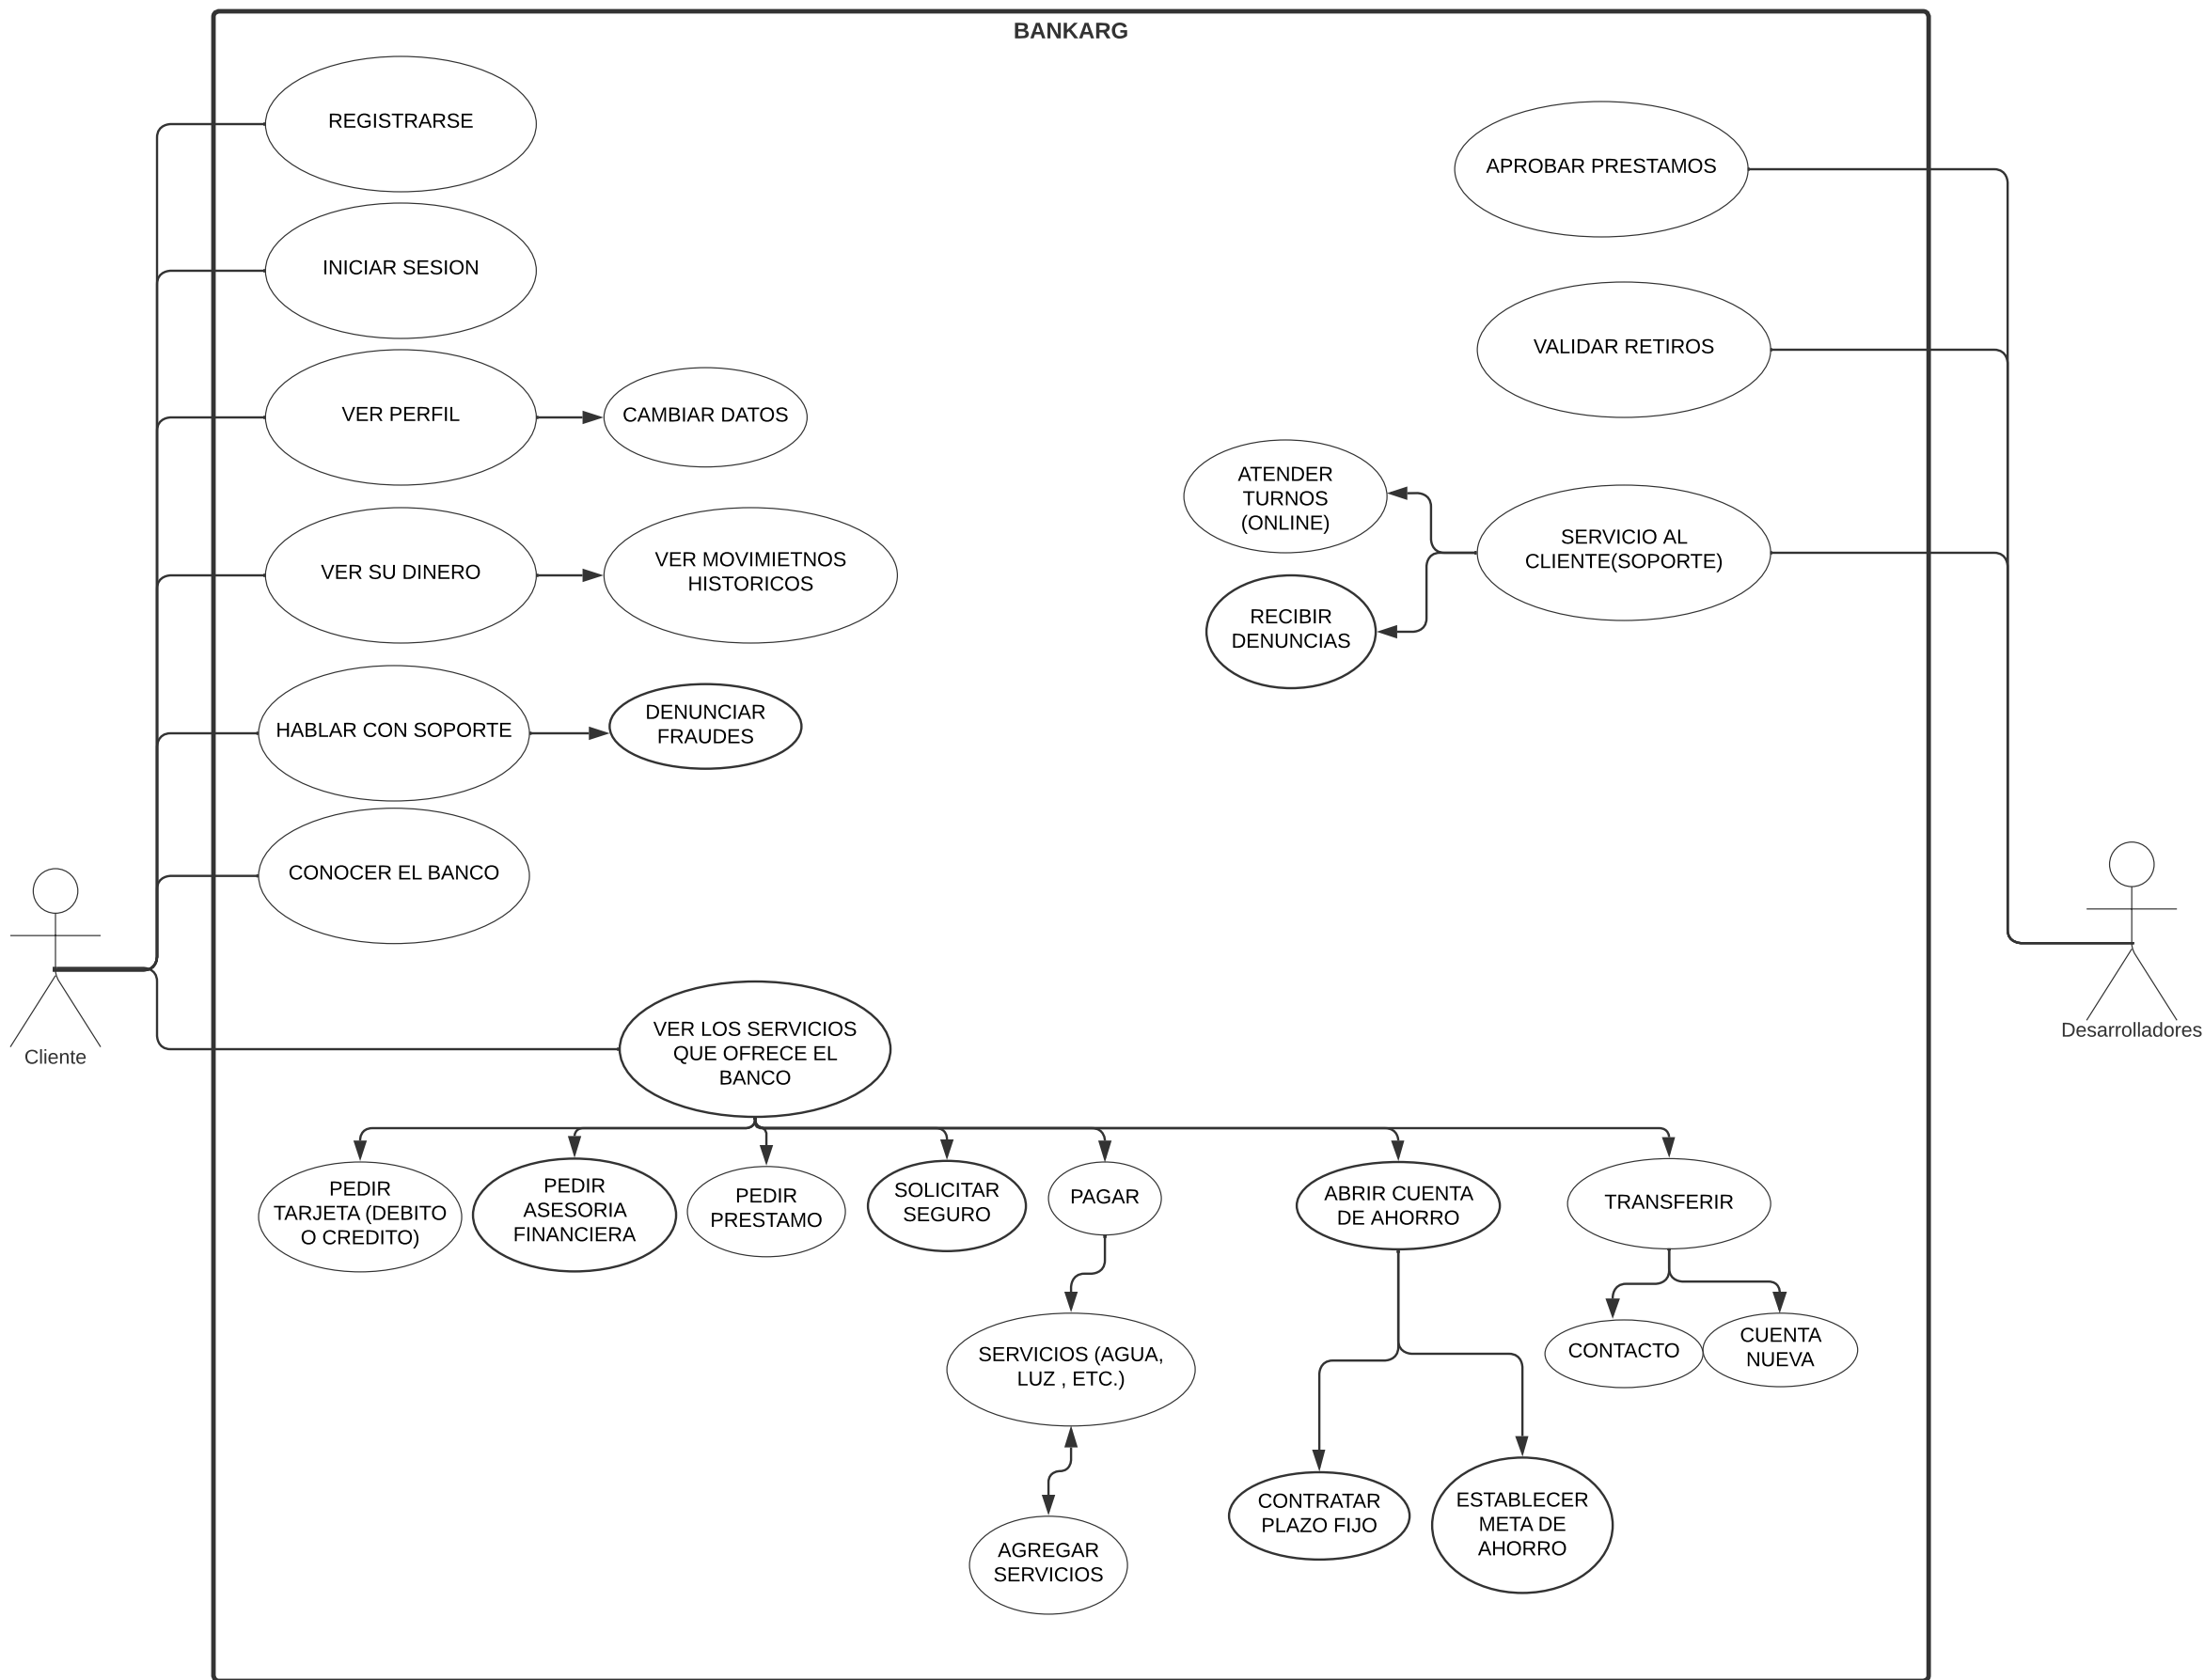 BANKARG
REGISTRARSE
APROBAR PRESTAMOS
INICIAR SESION
VALIDAR RETIROS
VER PERFIL
CAMBIAR DATOS
ATENDER
TURNOS
(ONLINE)
SERVICIO AL
CLIENTE(SOPORTE)
VER SU DINERO
VER MOVIMIETNOS
HISTORICOS
RECIBIR
DENUNCIAS
HABLAR CON SOPORTE
DENUNCIAR
FRAUDES
CONOCER EL BANCO
Cliente
Desarrolladores
VER LOS SERVICIOS
QUE OFRECE EL
BANCO
PEDIR
TARJETA (DEBITO
O CREDITO)
PEDIR
ASESORIA
FINANCIERA
PEDIR
PRESTAMO
SOLICITAR
SEGURO
PAGAR
ABRIR CUENTA
DE AHORRO
TRANSFERIR
SERVICIOS (AGUA,
LUZ , ETC.)
CONTACTO
CUENTA
NUEVA
AGREGAR
SERVICIOS
CONTRATAR
PLAZO FIJO
ESTABLECER
META DE
AHORRO